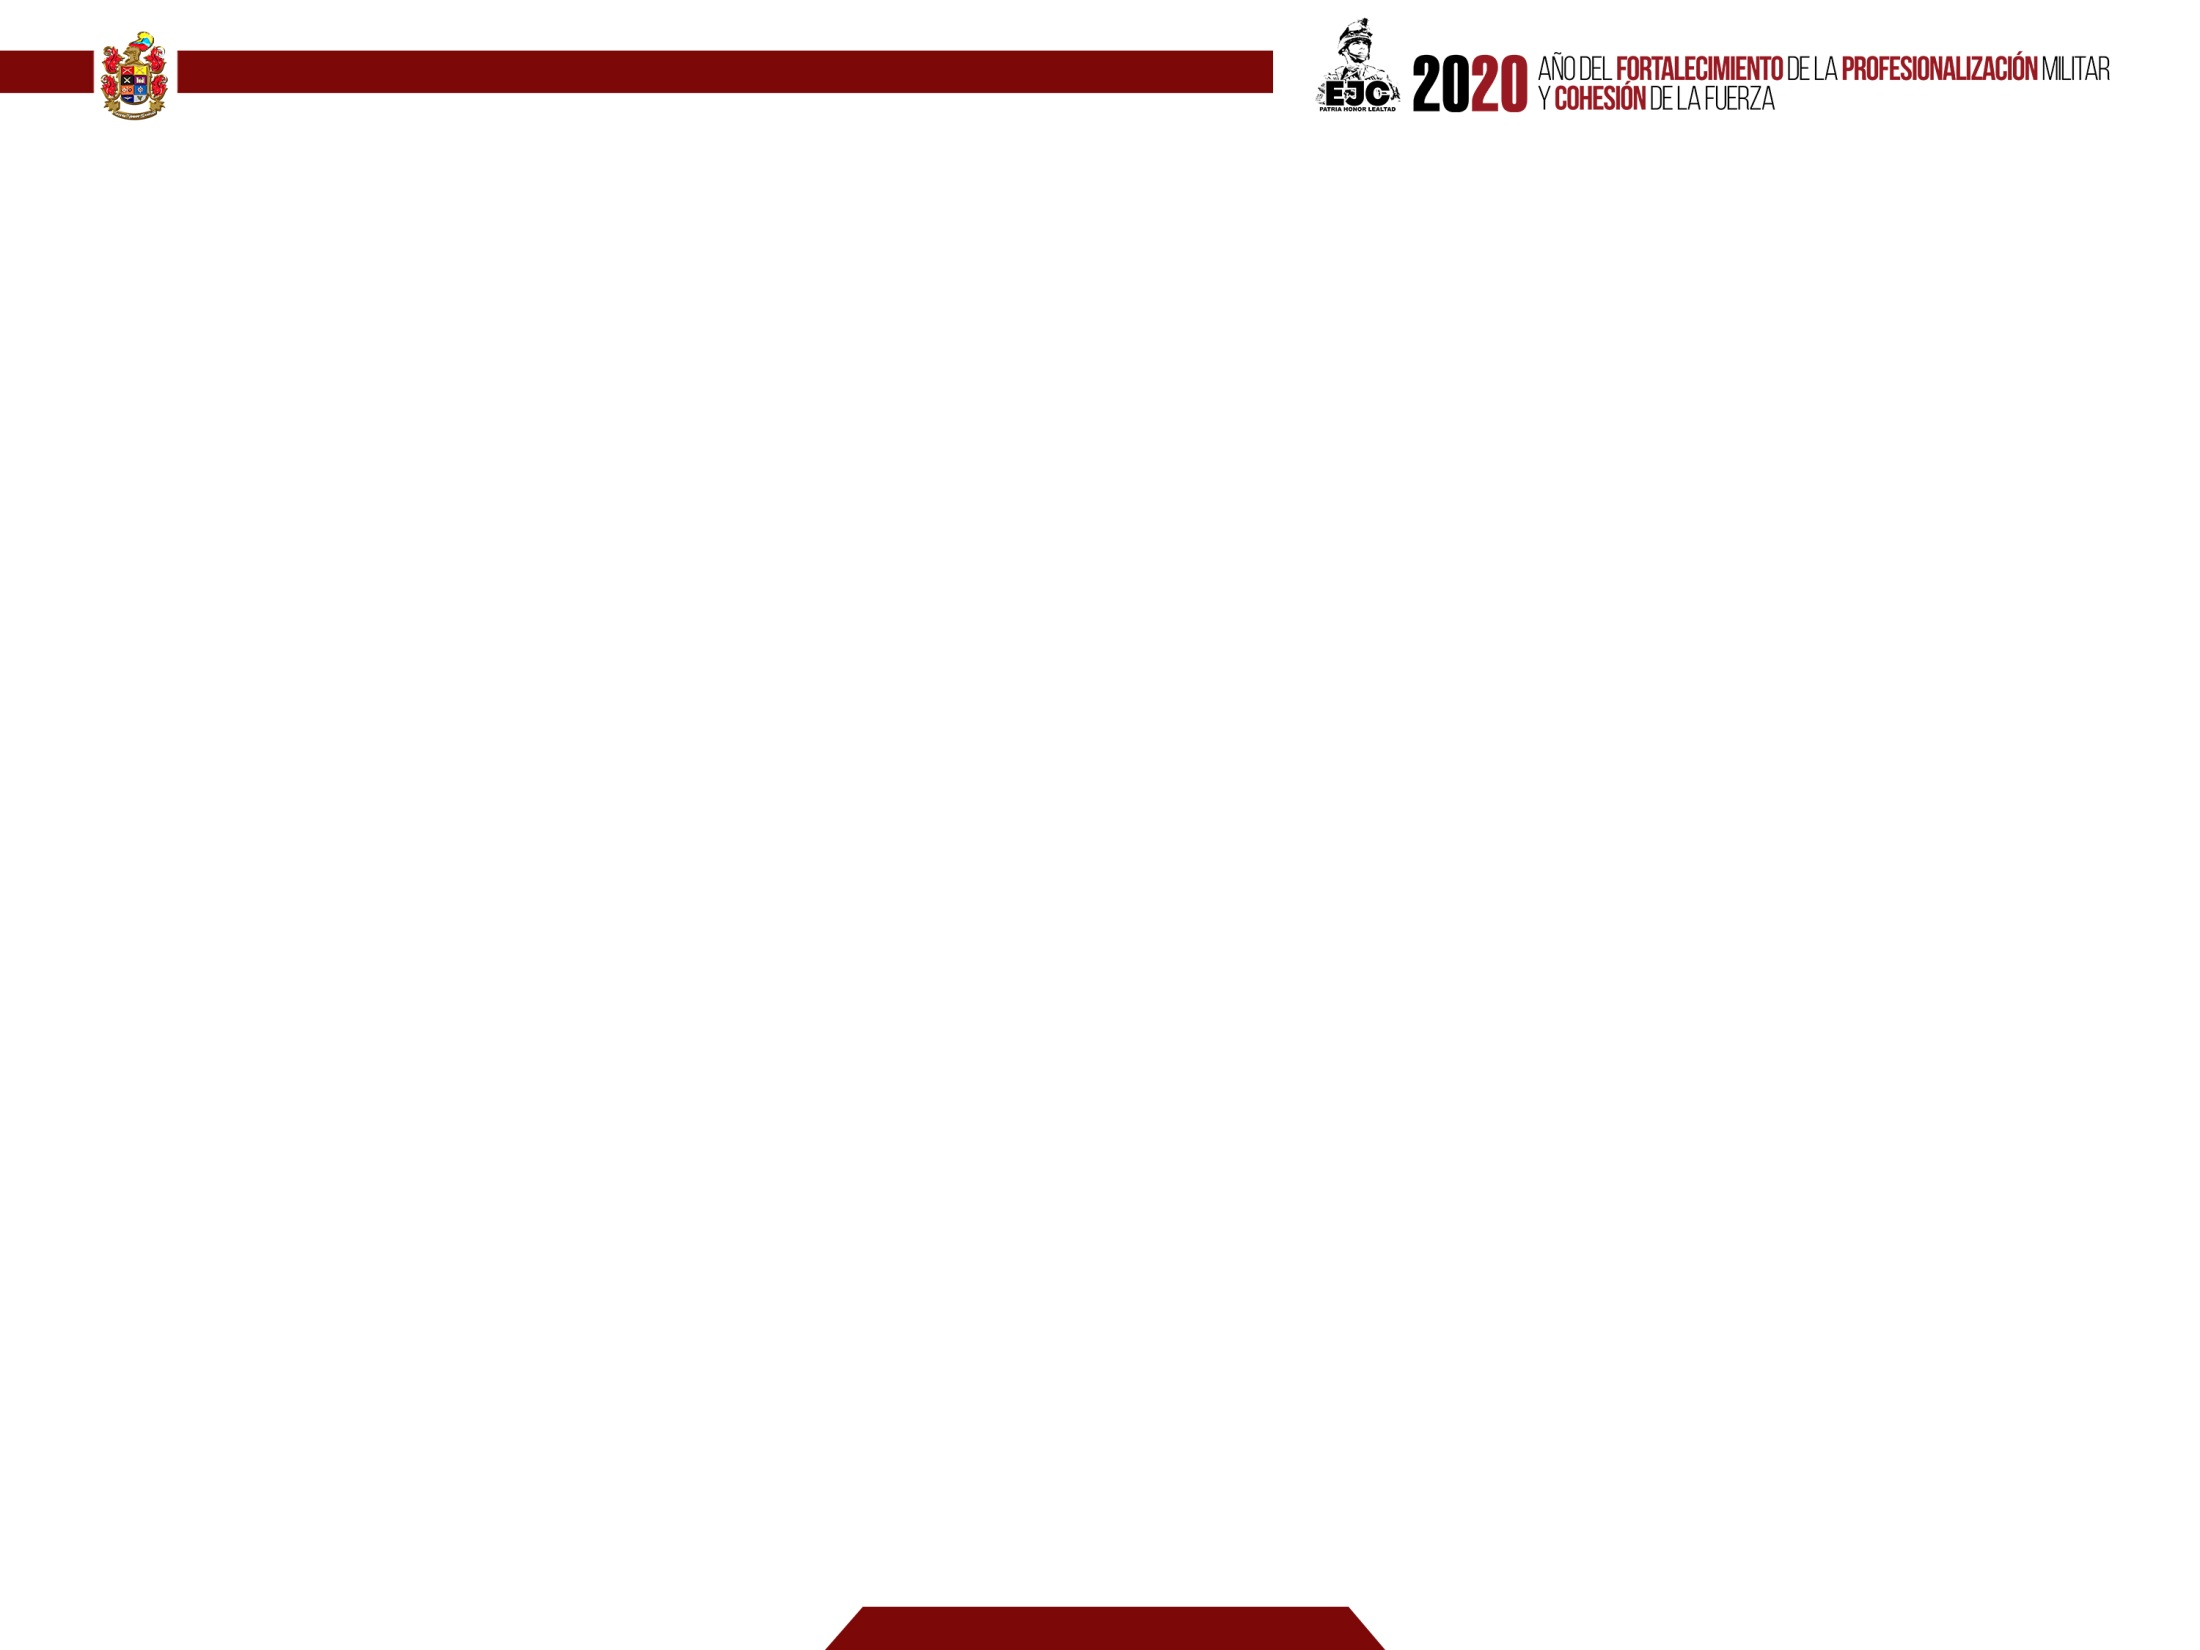 EJC
PATRIA HONOR LEALTAD
2020
AÑO DEL FORTALECIMIENTO DE LA PROFESIONALIZACIÓN MILITAR
Y COHESIÓN DE LA FUERZA